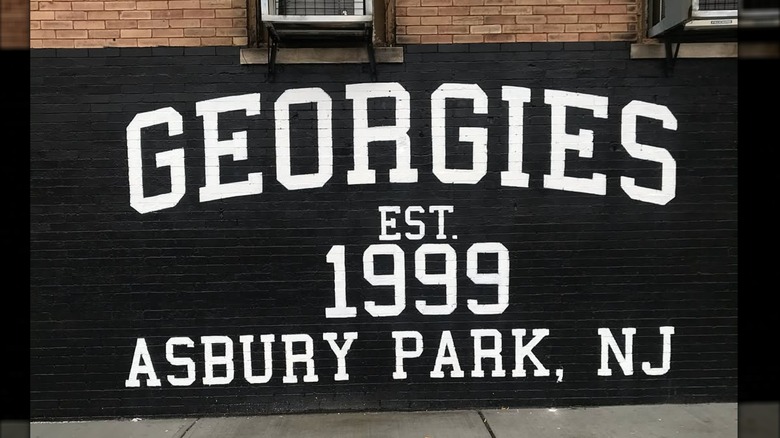 GEORGIES
EST.
1999
ASBURY PARK, NJ